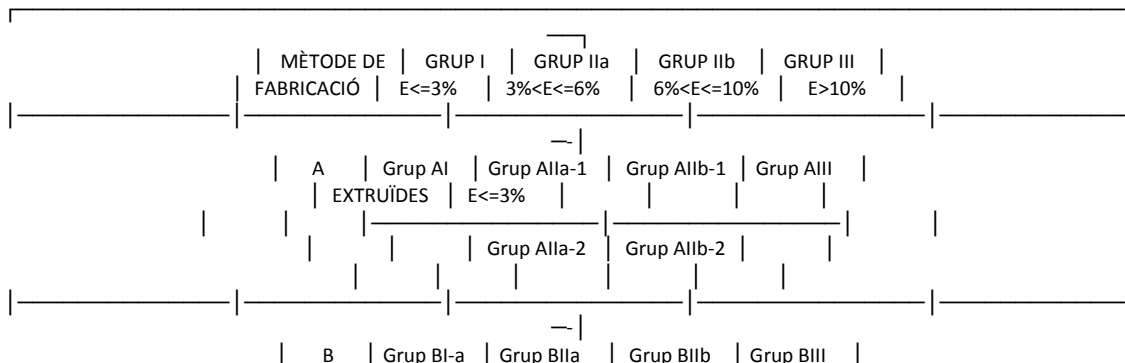 | MÈTODE DE | GRUP I | GRUP IIa | GRUP IIb | GRUP III |
| FABRICACIÓ | E<=3% | 3%<E<=6% | 6%<E<=10% | E>10% |
| A | Grup AI | Grup AIIa-1 | Grup AIIb-1 | Grup AIII |
| EXTRUÏDES | E<=3% | | | |
| | | Grup AIIa-2 | Grup AIIb-2 | |
| B | Grup BI-a | Grup BIIa | Grup BIIb | Grup BIII |